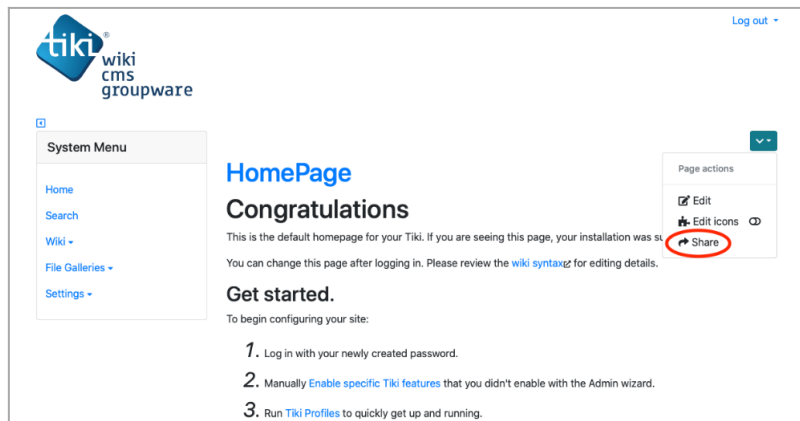 Log out
tiki®
wiki
cms
groupware
System Menu
Home
Search
Wiki
File Galleries
Settings
Page actions
Edit
Edit icons
Share
HomePage
Congratulations
This is the default homepage for your Tiki. If you are seeing this page, your installation was
You can change this page after logging in. Please review the wiki syntax for editing details.
Get started.
To begin configuring your site:
1. Log in with your newly created password.
2. Manually Enable specific Tiki features that you didn't enable with the Admin wizard.
3. Run Tiki Profiles to quickly get up and running.